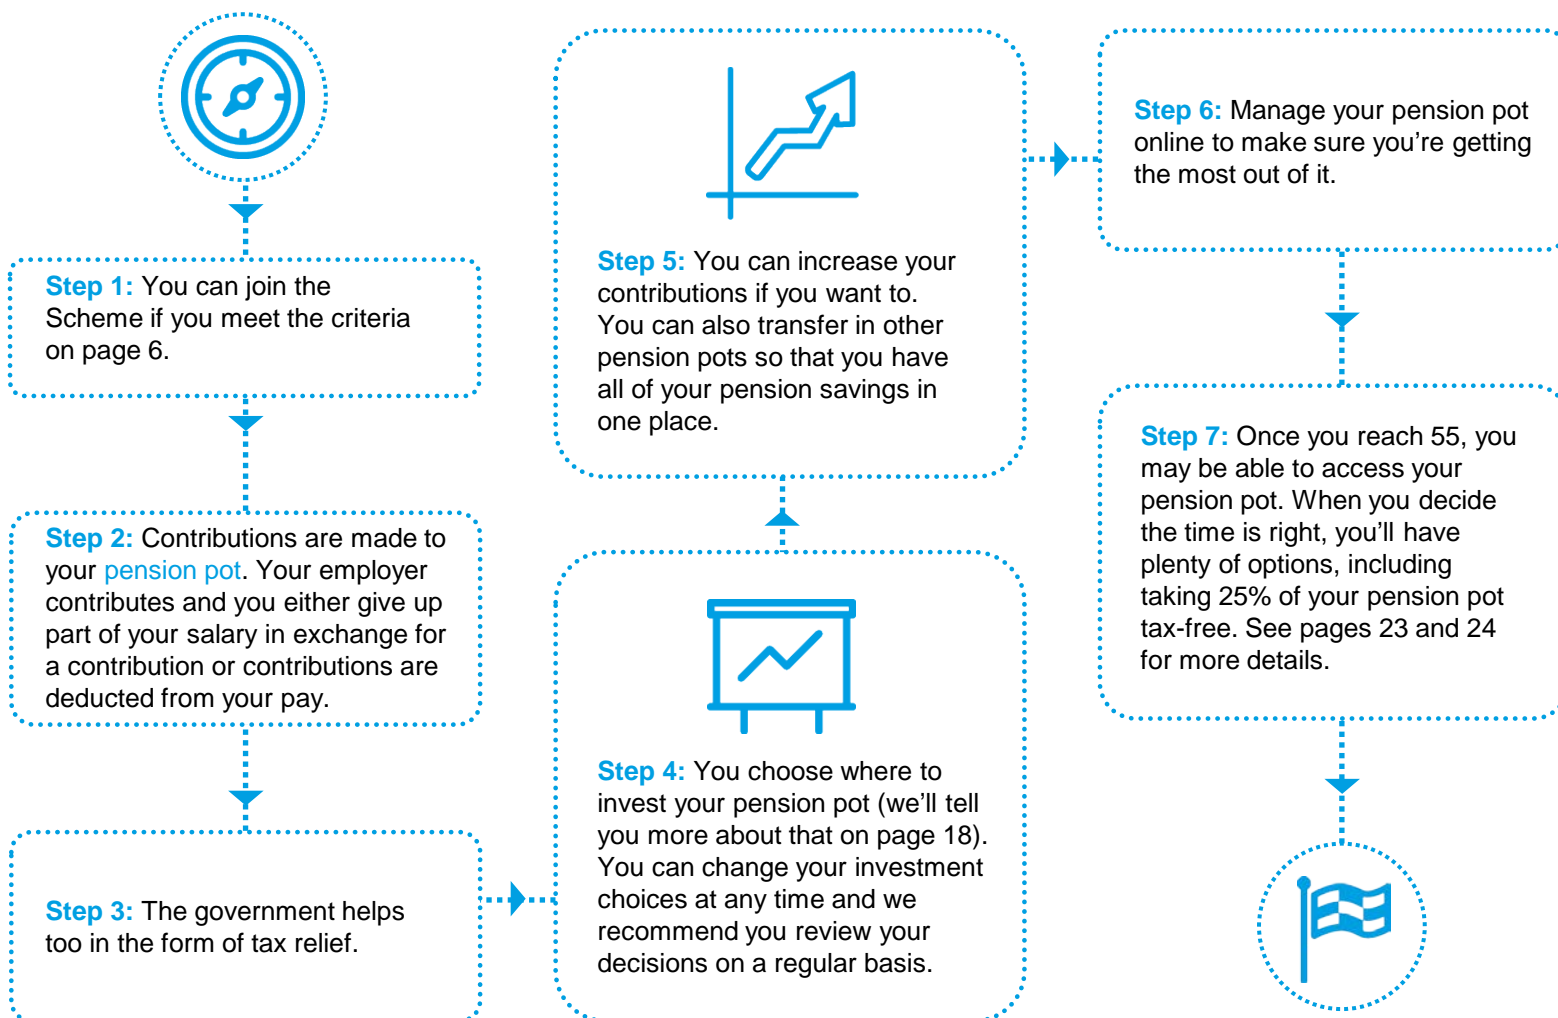 Step 1: You can join the
Scheme if you meet the criteria
on page 6.
Step 2: Contributions are made to
your pension pot. Your employer
contributes and you either give up
part of your salary in exchange for
a contribution or contributions are
deducted from your pay.
Step 3: The government helps
too in the form of tax relief.
Step 4: You choose where to
invest your pension pot (we’ll tell
you more about that on page 18).
You can change your investment
choices at any time and we
recommend you review your
decisions on a regular basis.
Step 5: You can increase your
contributions if you want to.
You can also transfer in other
pension pots so that you have
all of your pension savings in
one place.
Step 6: Manage your pension pot
online to make sure you’re getting
the most out of it.
Step 7: Once you reach 55, you
may be able to access your
pension pot. When you decide
the time is right, you’ll have
plenty of options, including
taking 25% of your pension pot
tax-free. See pages 23 and 24
for more details.